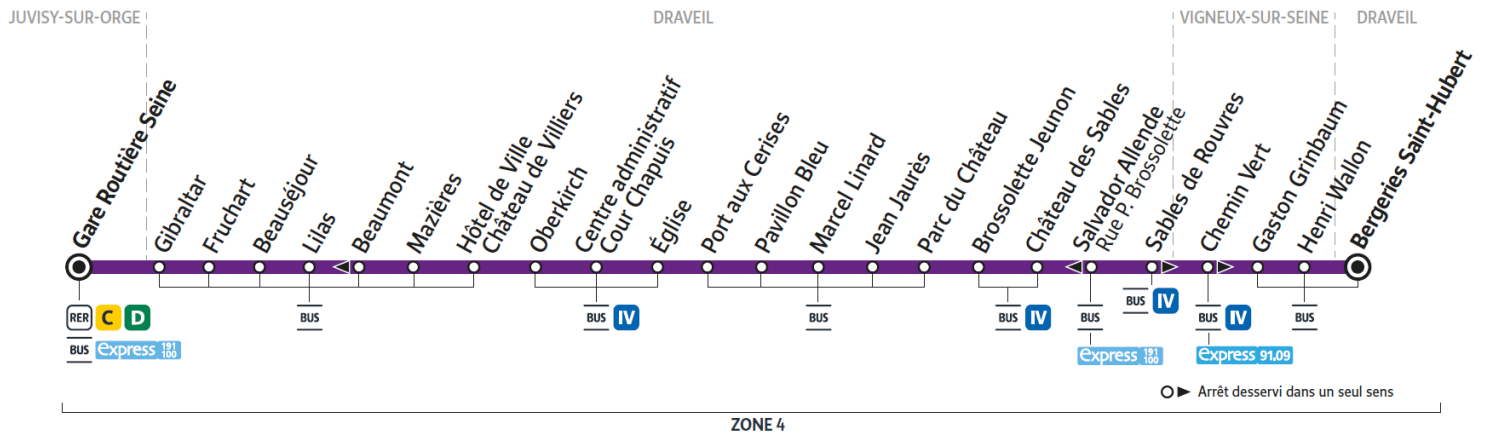 JUVISY-SUR-ORGE
DRAVEIL
VIGNEUX-SUR-SEINE
DRAVEIL
Gare Routière Seine
Gibraltar
Fruchart
Beauséjour
Lilas
Beaumont
Mazières
Hôtel de Ville
Château de Villiers
Oberkirch
Centre administratif
Cour Chapuis
Église
Port aux Cerises
Pavillon Bleu
Marcel Linard
Jean Jaurès
Parc du Château
Brossolette Jeunon
Château des Sables
Salvador Allende
Rue P. Brossolette
Sables de Rouvres
Chemin Vert
Gaston Grinbaum
Henri Wallon
Bergeries Saint-Hubert
RER C D
BUS express 191 100
BUS
BUS IV
BUS
BUS IV
BUS
express 191 100
BUS IV
BUS IV
express 91.09
BUS
Arrêt desservi dans un seul sens
ZONE 4